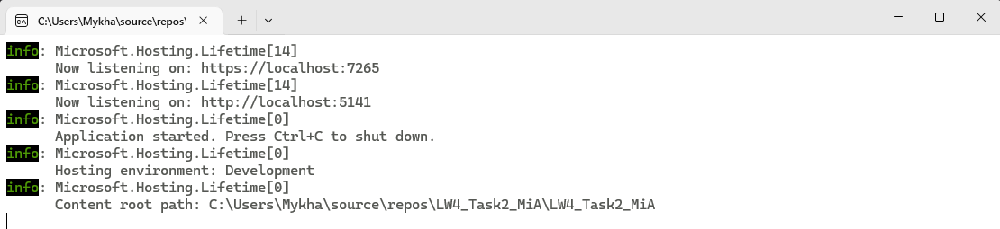 C:\Users\Mykha\source\repos\
info: Microsoft.Hosting.Lifetime[14]
Now listening on: https://localhost:7265
info: Microsoft.Hosting.Lifetime[14]
Now listening on: http://localhost:5141
info: Microsoft.Hosting.Lifetime[0]
Application started. Press Ctrl+C to shut down.
info: Microsoft.Hosting.Lifetime[0]
Hosting environment: Development
info: Microsoft.Hosting.Lifetime[0]
Content root path: C:\Users\Mykha\source\repos\LW4_Task2_MiA\LW4_Task2_MiA